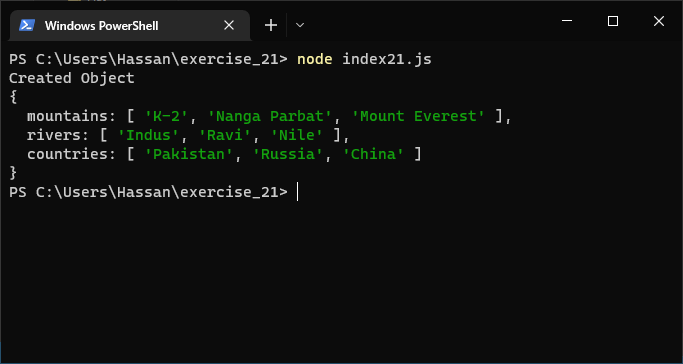 Windows PowerShell
PS C:\Users\Hassan\exercise_21> node index21.js
Created Object
{
  mountains: [ 'K-2', 'Nanga Parbat', 'Mount Everest' ],
  rivers: [ 'Indus', 'Ravi', 'Nile' ],
  countries: [ 'Pakistan', 'Russia', 'China' ]
}
PS C:\Users\Hassan\exercise_21>